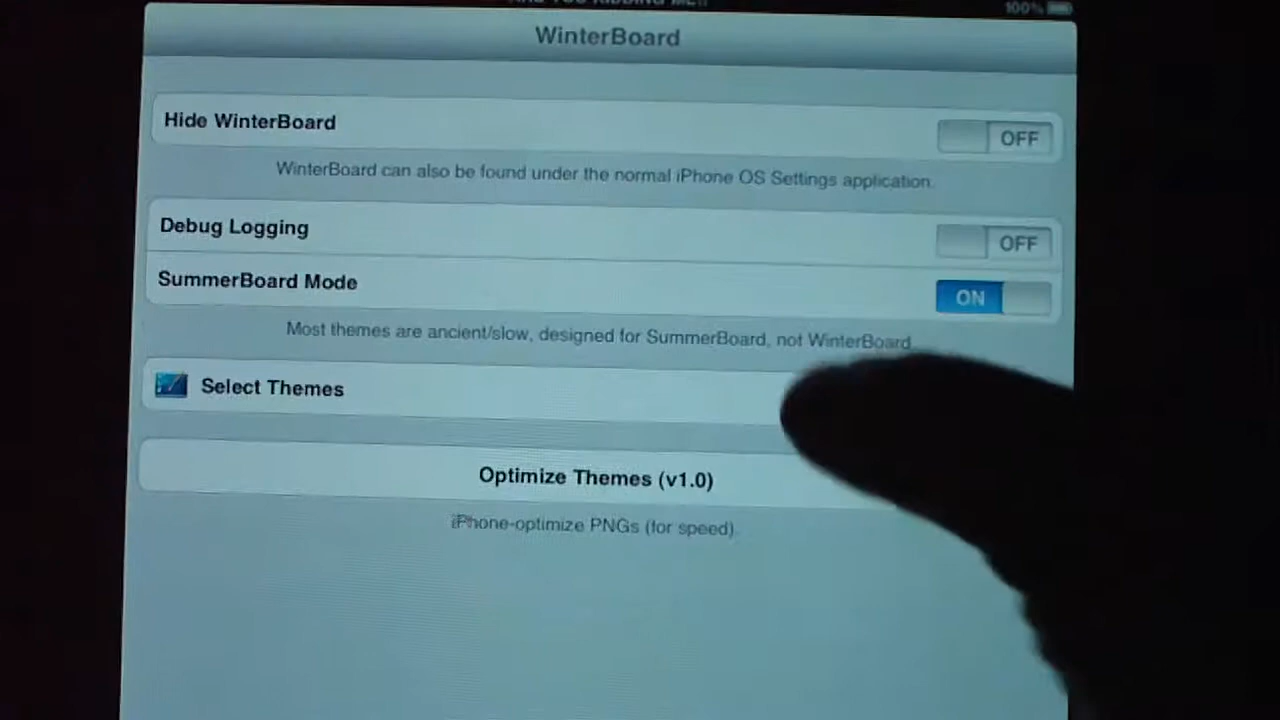 100%
WinterBoard
Hide WinterBoard
OFF
WinterBoard can also be found under the normal iPhone OS Settings application.
Debug Logging
OFF
SummerBoard Mode
ON
Most themes are ancient/slow, designed for SummerBoard, not WinterBoard
Select Themes
Optimize Themes (v1.0)
iPhone-optimize PNGs (for speed).